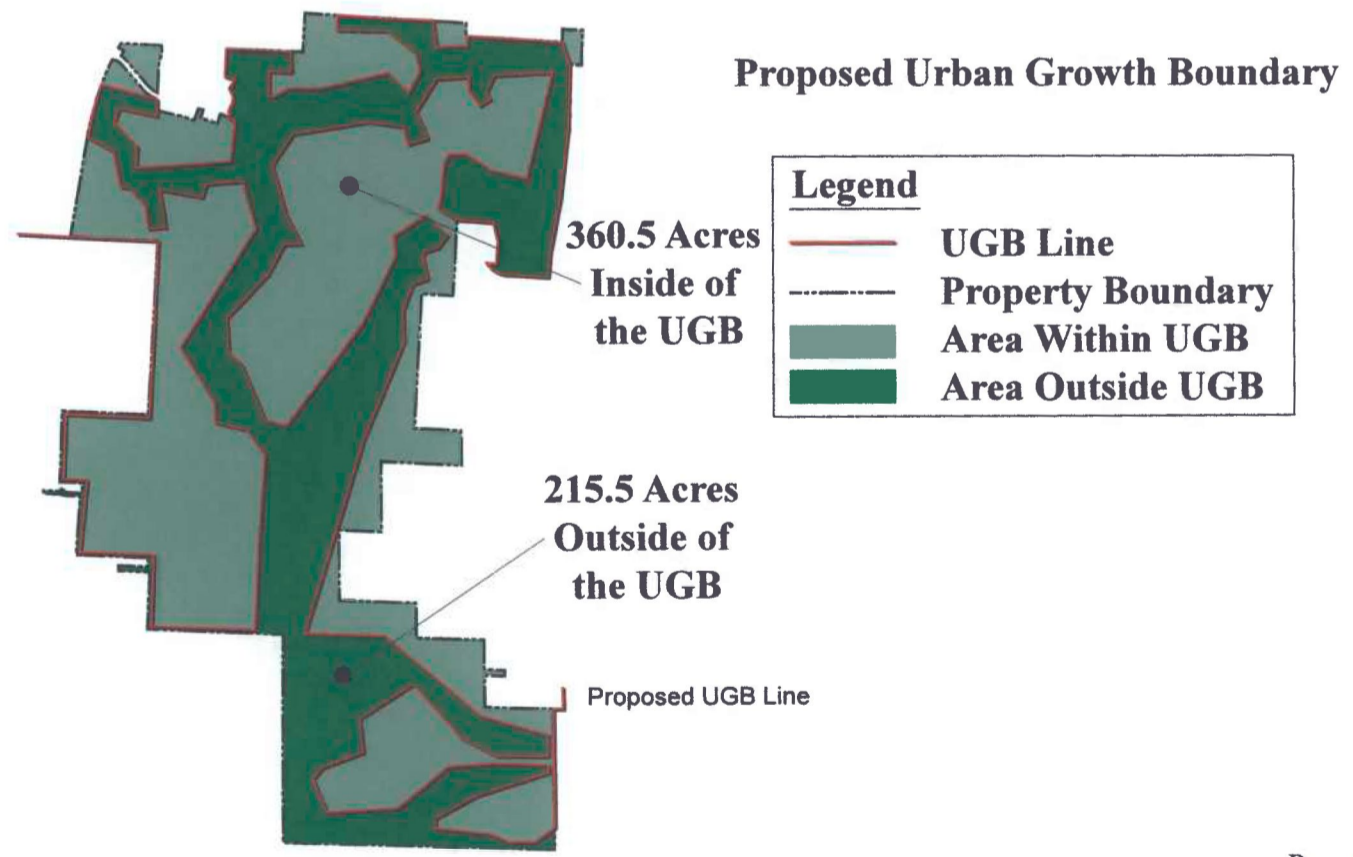 Proposed Urban Growth Boundary
Legend
UGB Line
Property Boundary
Area Within UGB
Area Outside UGB
360.5 Acres
Inside of
the UGB
215.5 Acres
Outside of
the UGB
Proposed UGB Line